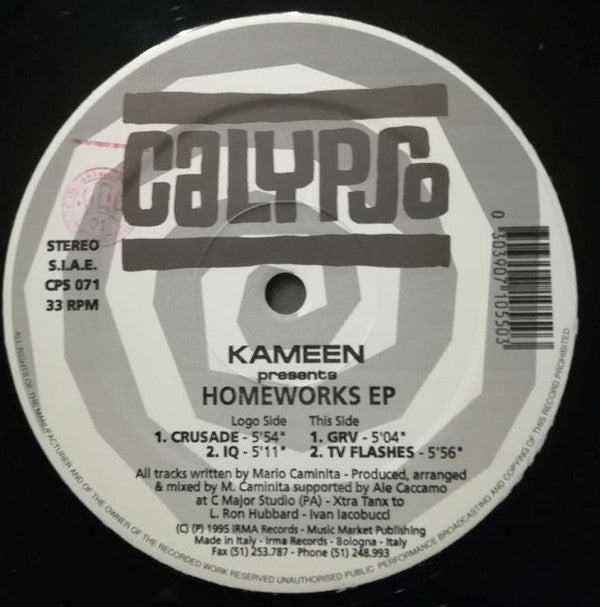 CALYPSO
STEREO
S.I.A.E.
CPS 071
33 RPM
0 303907 105503
KAMEEN
presents
HOMEWORKS EP
Logo Side This Side
1. CRUSADE - 5'54" 1. GRV - 5'04"
2. IQ - 5'11" 2. TV FLASHES - 5'56"
All tracks written by Mario Caminita - Produced, arranged
& mixed by M. Caminita supported by Ale Caccamo
at C Major Studio (PA) - Xtra Tanx to
L. Ron Hubbard - Ivan Iacobucci
(C) (P) 1995 IRMA Records - Music Market Publishing
Made in Italy - Irma Records - Bologna - Italy
Fax (51) 253.787 - Phone (51) 248.993
ALL RIGHTS OF THE MANUFACTURER AND OF THE OWNER OF THE RECORDED WORK RESERVED UNAUTHORISED PUBLIC PERFORMANCE BROADCASTING AND COPYING OF THIS RECORD PROHIBITED